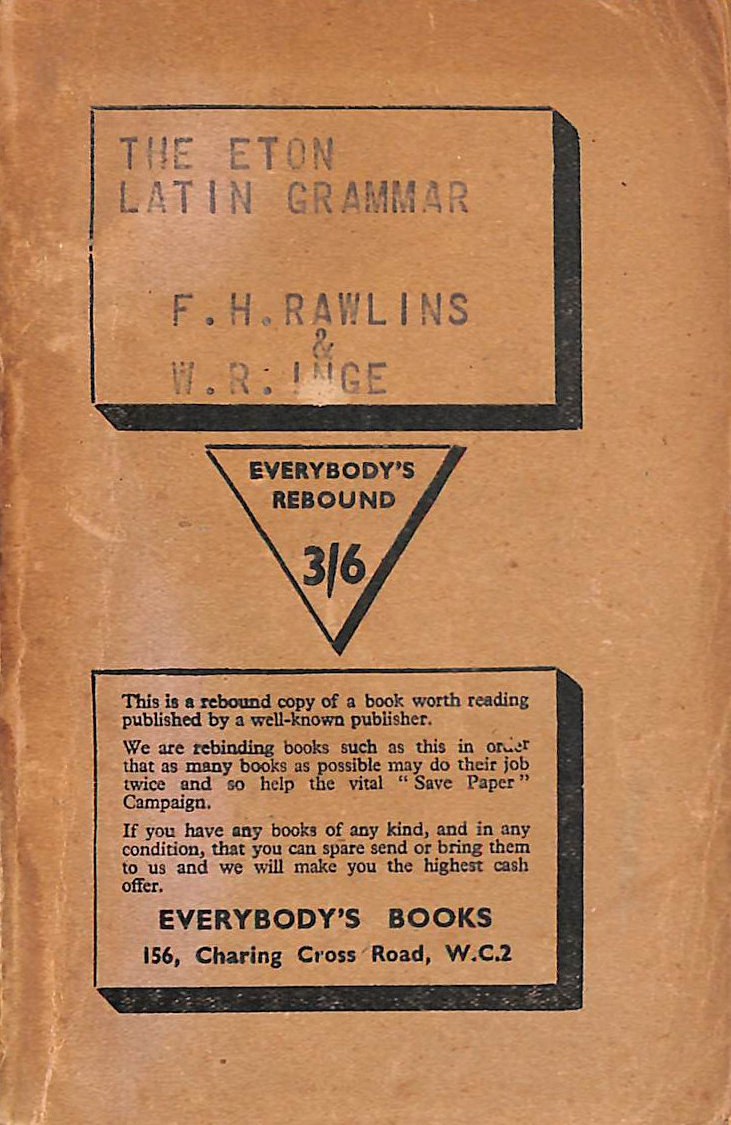 THE ETON
LATIN GRAMMAR
F.H.RAWLINS
&
W.R.INGE
EVERYBODY'S
REBOUND
3/6
This is a rebound copy of a book worth reading
published by a well-known publisher.
We are rebinding books such as this in order
that as many books as possible may do their job
twice and so help the vital " Save Paper "
Campaign.
If you have any books of any kind, and in any
condition, that you can spare send or bring them
to us and we will make you the highest cash
offer.
EVERYBODY'S BOOKS
156, Charing Cross Road, W.C.2